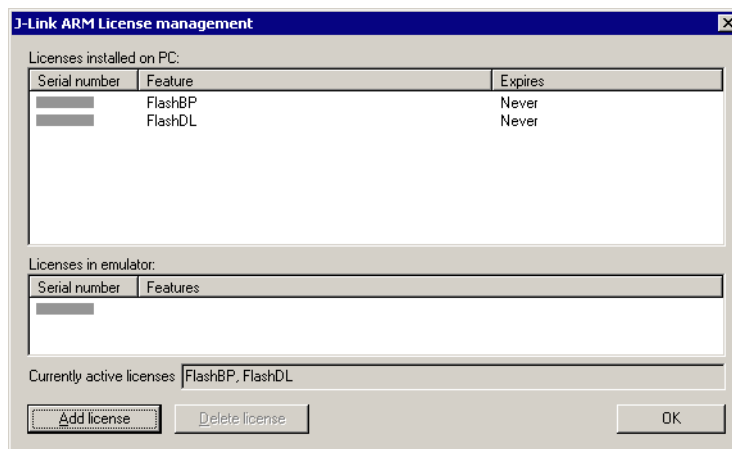 J-Link ARM License management
Licenses installed on PC:
Serial number Feature Expires
FlashBP Never
FlashDL Never
Licenses in emulator:
Serial number Features
Currently active licenses FlashBP, FlashDL
Add license Delete license OK